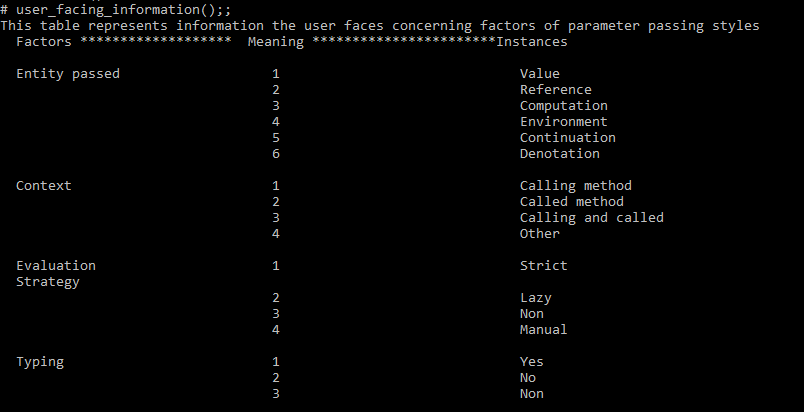 # user_facing_information();;
This table represents information the user faces concerning factors of parameter passing styles
Factors ******************* Meaning ***********************Instances
Entity passed 1 Value
2 Reference
3 Computation
4 Environment
5 Continuation
6 Denotation
Context 1 Calling method
2 Called method
3 Calling and called
4 Other
Evaluation 1 Strict
Strategy
2 Lazy
3 Non
4 Manual
Typing 1 Yes
2 No
3 Non